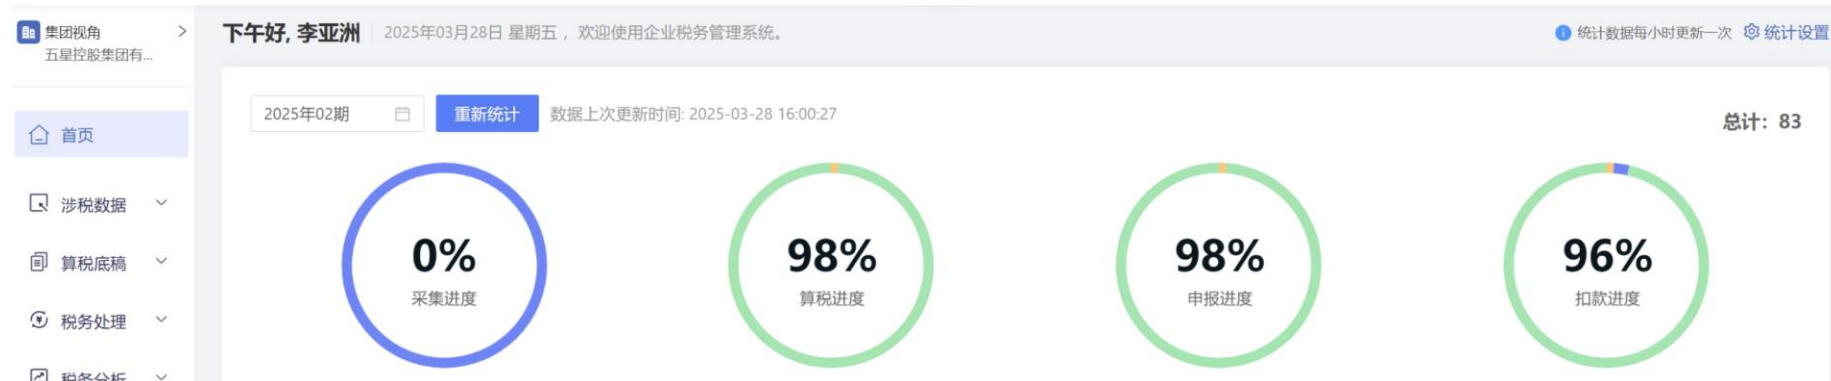 集团视角
五星控股集团有...
下午好, 李亚洲 2025年03月28日 星期五 ，欢迎使用企业税务管理系统。
统计数据每小时更新一次 统计设置
首页
涉税数据
算税底稿
税务处理
税务分析
2025年02期 重新统计 数据上次更新时间: 2025-03-28 16:00:27
总计：83
0%
采集进度
98%
算税进度
98%
申报进度
96%
扣款进度